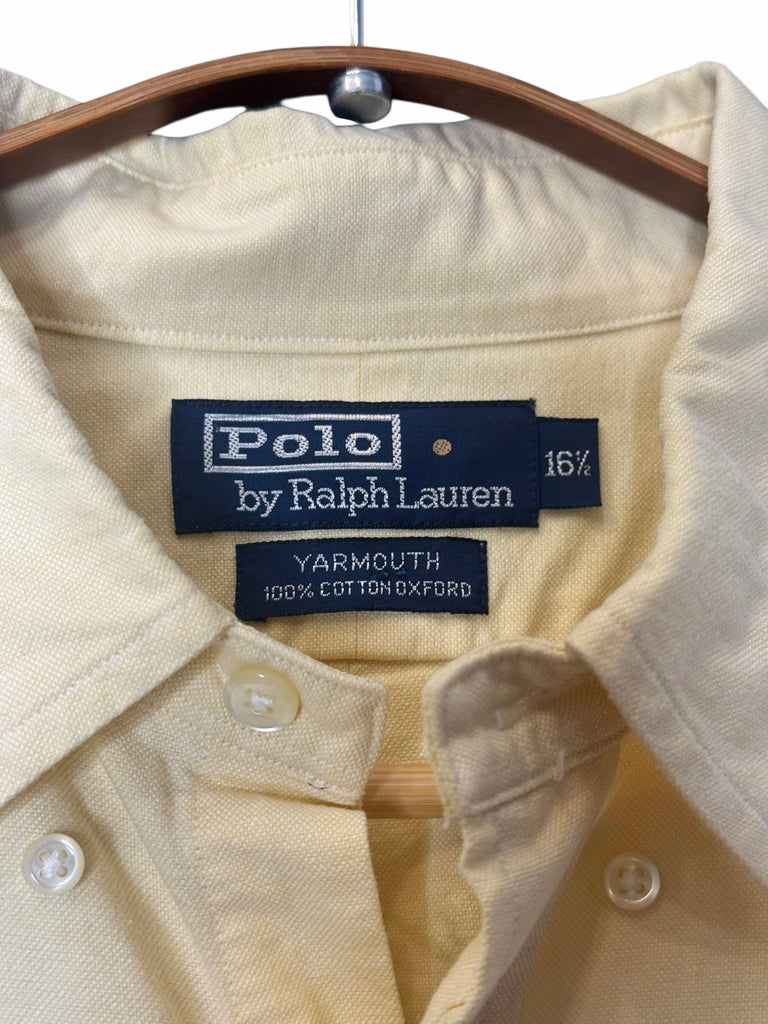 Polo
by Ralph Lauren
16½
YARMOUTH
100% COTTON OXFORD